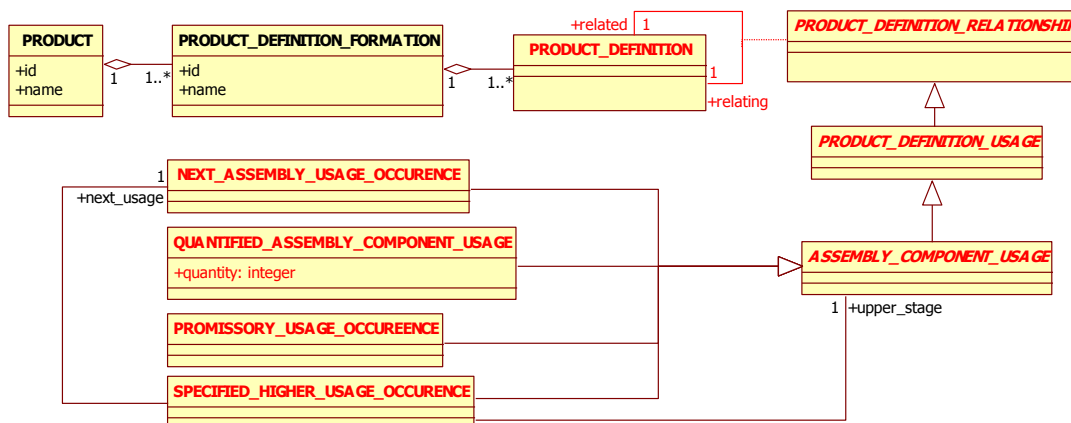 PRODUCT
+id
+name
1
1..*
PRODUCT_DEFINITION_FORMATION
+id
+name
1
1..*
+related
1
PRODUCT_DEFINITION
1
+relating
PRODUCT_DEFINITION_RELATIONSHIP
PRODUCT_DEFINITION_USAGE
1
+next_usage
NEXT_ASSEMBLY_USAGE_OCCURENCE
QUANTIFIED_ASSEMBLY_COMPONENT_USAGE
+quantity: integer
ASSEMBLY_COMPONENT_USAGE
1
+upper_stage
PROMISSORY_USAGE_OCCUREENCE
SPECIFIED_HIGHER_USAGE_OCCURENCE